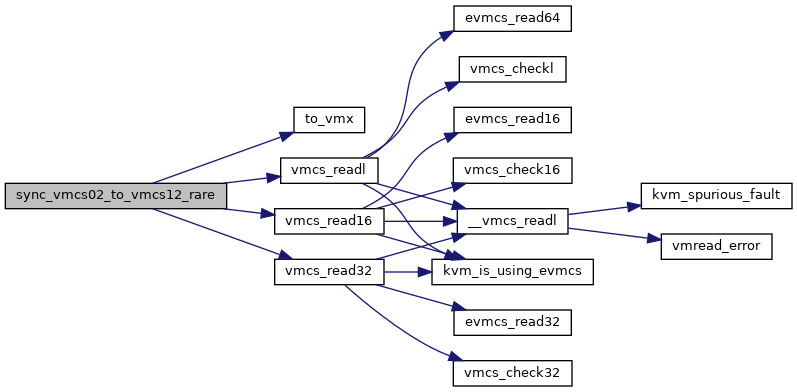 sync_vmcs02_to_vmcs12_rare
to_vmx
vmcs_readl
vmcs_read16
vmcs_read32
evmcs_read64
vmcs_checkl
evmcs_read16
vmcs_check16
__vmcs_readl
kvm_is_using_evmcs
evmcs_read32
vmcs_check32
kvm_spurious_fault
vmread_error